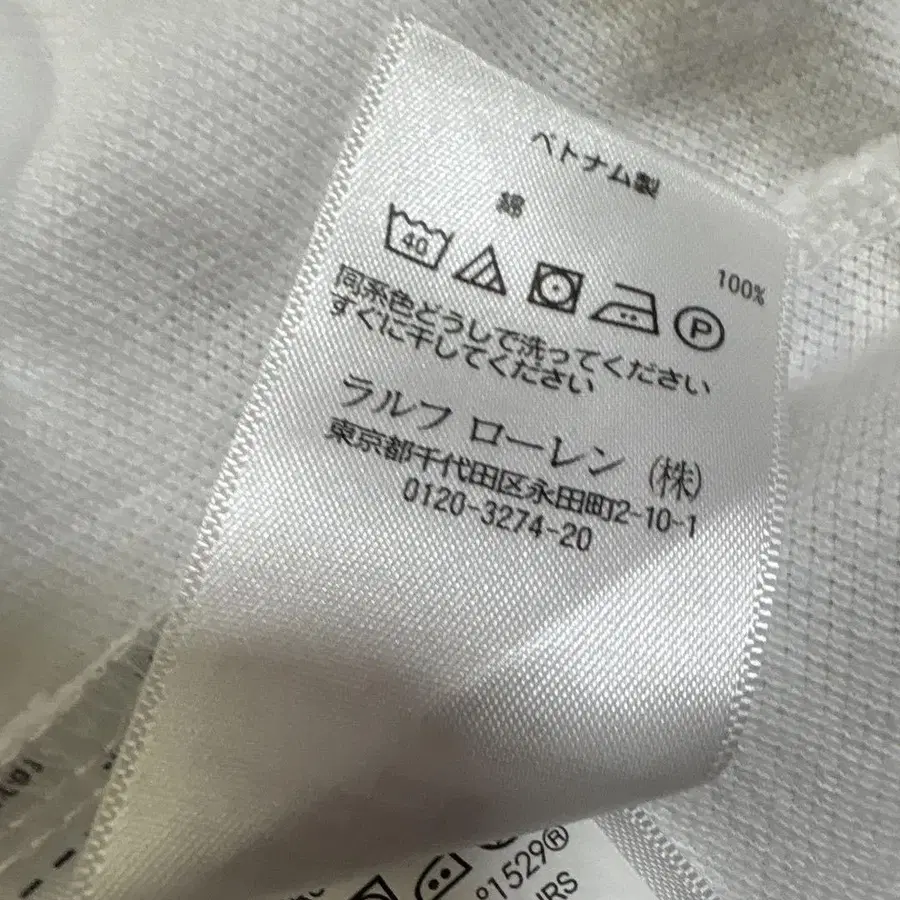 ベトナム製
綿 100%
40
P
同系色どうしで洗ってください
すぐに干してください
ラルフ ローレン (株)
東京都千代田区永田町2-10-1
0120-3274-20
º1529®